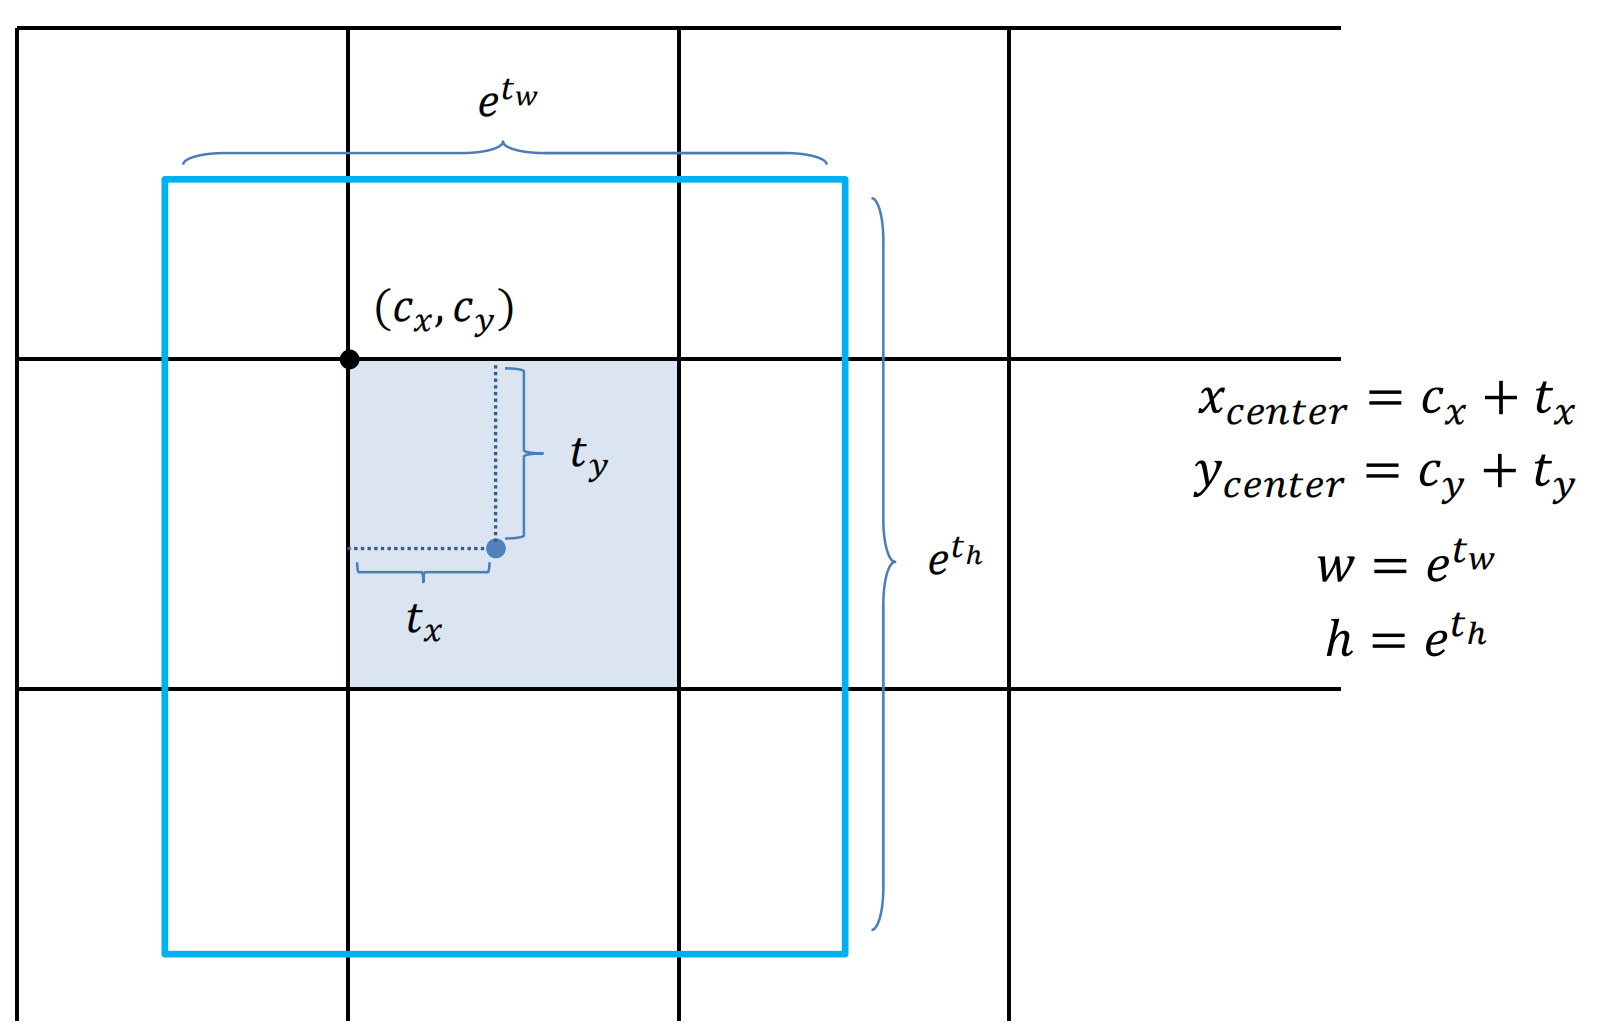 e^{t_w}
(c_x, c_y)
t_y
t_x
e^{t_h}
x_{center} = c_x + t_x
y_{center} = c_y + t_y
w = e^{t_w}
h = e^{t_h}